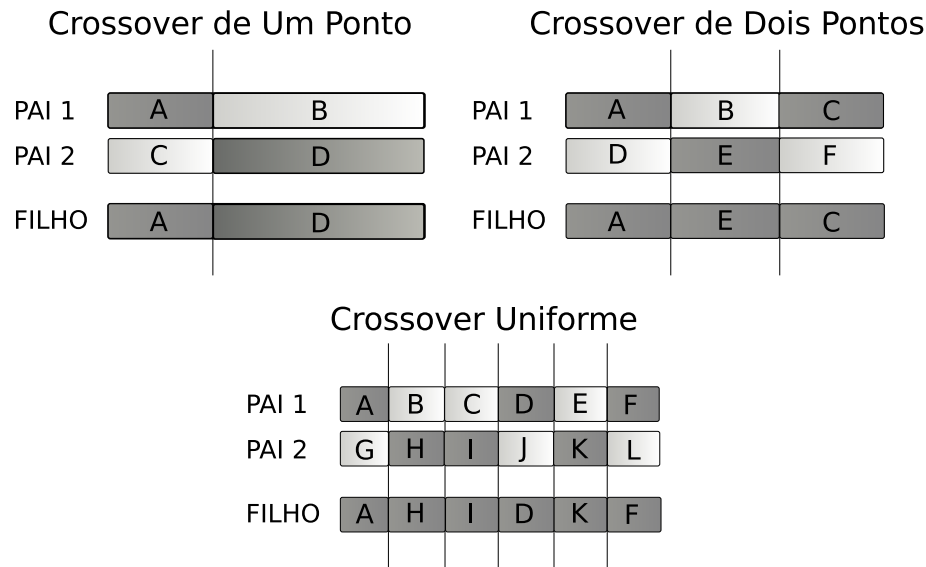 Crossover de Um Ponto
PAI 1 A B
PAI 2 C D
FILHO A D
Crossover de Dois Pontos
PAI 1 A B C
PAI 2 D E F
FILHO A E C
Crossover Uniforme
PAI 1 A B C D E F
PAI 2 G H I J K L
FILHO A H I D K F